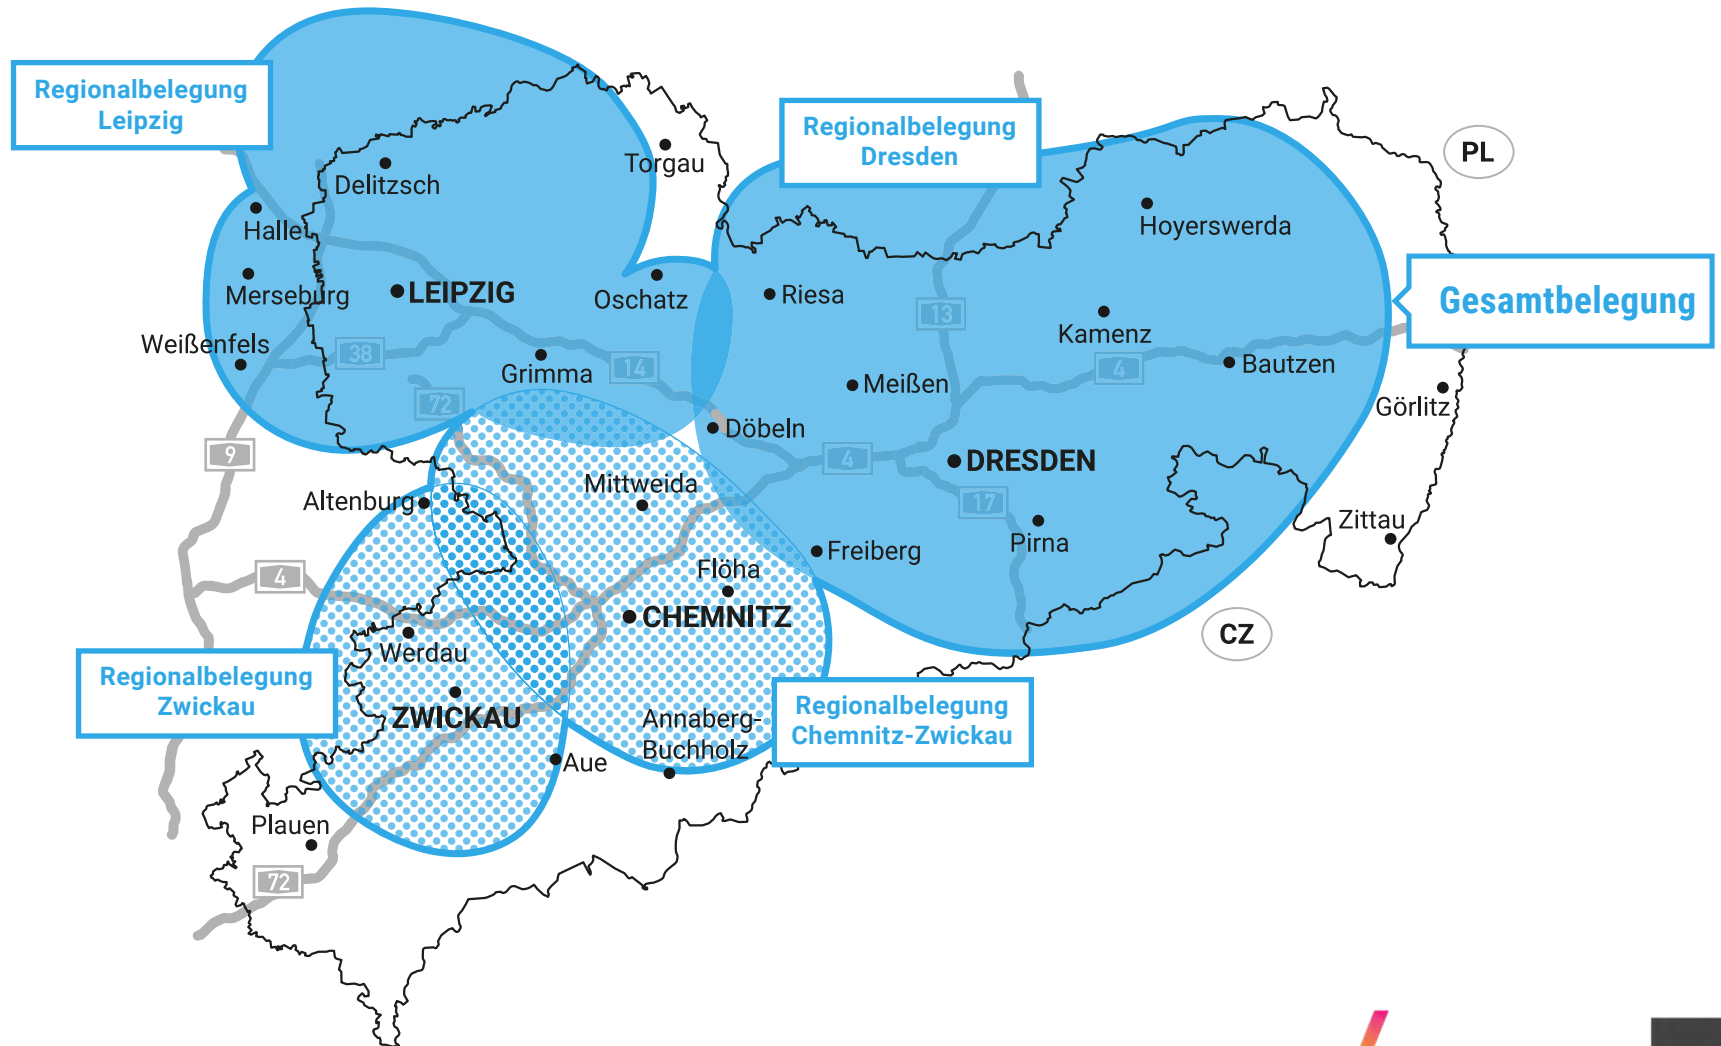 Regionalbelegung
Leipzig
Regionalbelegung
Dresden
PL
Torgau
Delitzsch
Halle
Hoyerswerda
Merseburg
LEIPZIG
Oschatz
Riesa
13
Kamenz
Gesamtbelegung
Weißenfels
38
Grimma
14
4
Bautzen
72
Meißen
Görlitz
9
Döbeln
4
DRESDEN
Mittweida
Altenburg
17
Zittau
Freiberg
Pirna
4
Flöha
CHEMNITZ
CZ
Werdau
Regionalbelegung
Zwickau
ZWICKAU
Annaberg-
Buchholz
Regionalbelegung
Chemnitz-Zwickau
Aue
Plauen
72